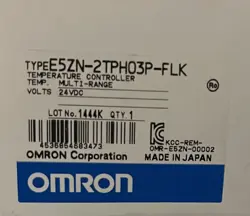 TYPE E5ZN-2TPH03P-FLK
TEMPERATURE CONTROLLER
TEMP. MULTI-RANGE
VOLTS 24VDC
LOT No. 1444K QTY. 1
4536854883473
KCC-REM-
OMR-E5ZN-00002
OMRON Corporation
MADE IN JAPAN
OMRON